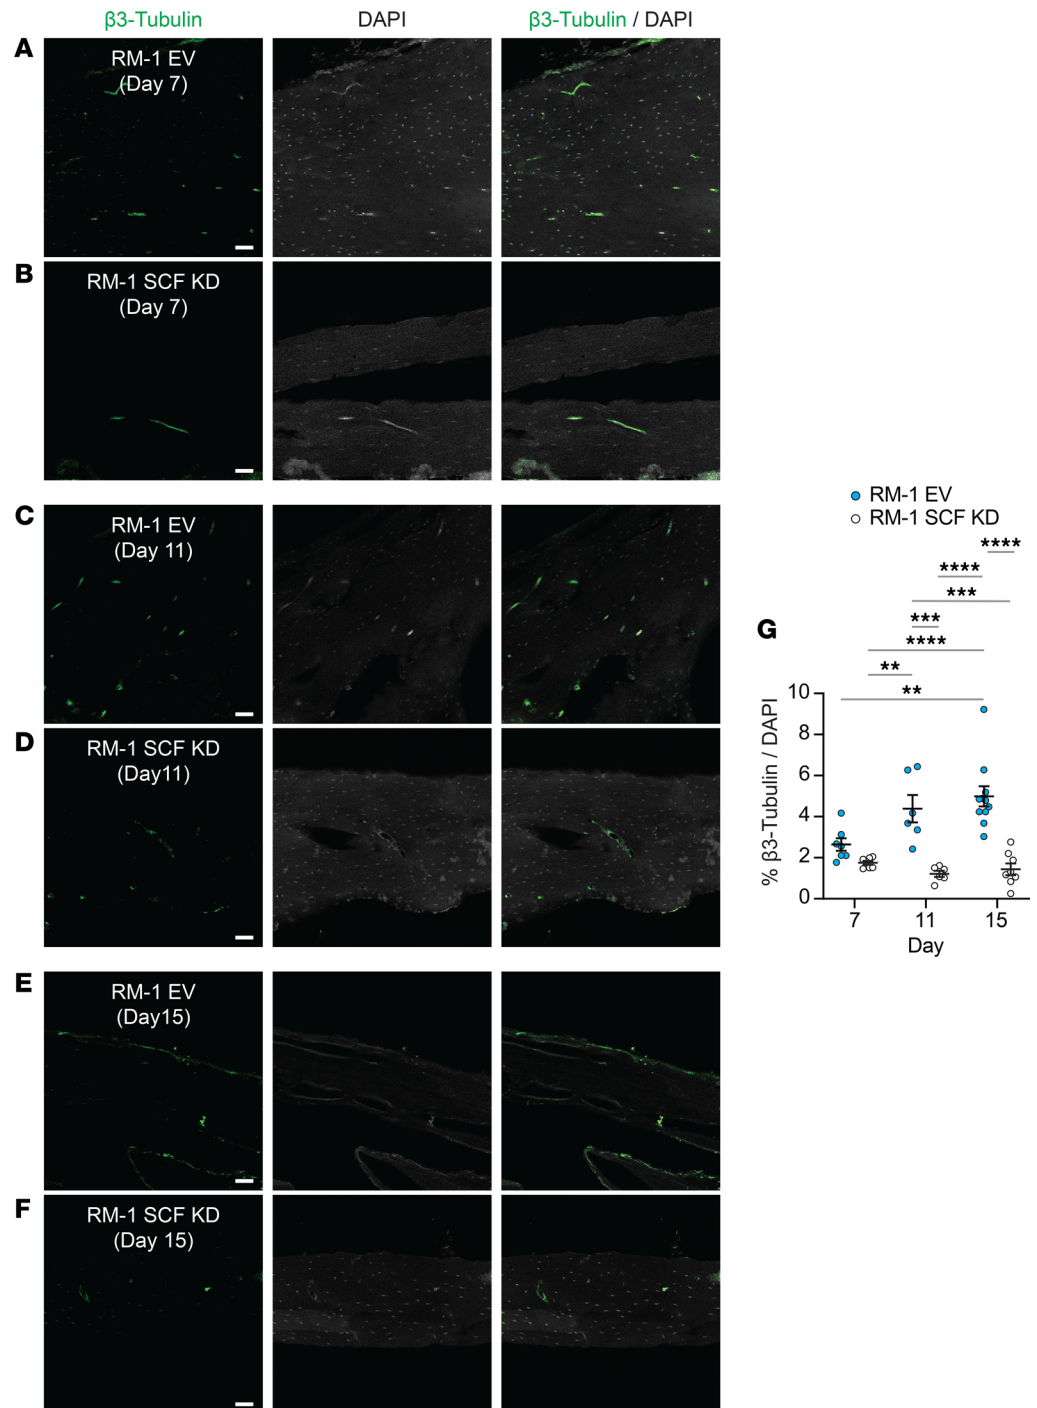 β3-Tubulin
DAPI
β3-Tubulin / DAPI
A
RM-1 EV
(Day 7)
B
RM-1 SCF KD
(Day 7)
C
RM-1 EV
(Day 11)
D
RM-1 SCF KD
(Day11)
E
RM-1 EV
(Day15)
F
RM-1 SCF KD
(Day 15)
RM-1 EV
RM-1 SCF KD
****
****
***
***
****
**
**
G
% β3-Tubulin / DAPI
10
8
6
4
2
0
7 11 15
Day